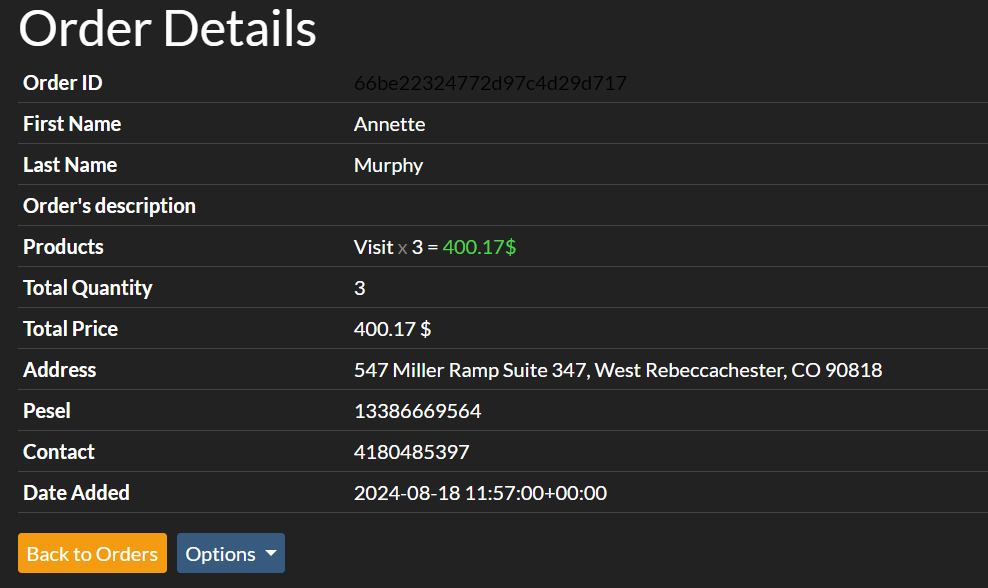 Order Details
Order ID 66be22324772d97c4d29d717
First Name Annette
Last Name Murphy
Order's description
Products Visit x 3 = 400.17$
Total Quantity 3
Total Price 400.17 $
Address 547 Miller Ramp Suite 347, West Rebeccachester, CO 90818
Pesel 13386669564
Contact 4180485397
Date Added 2024-08-18 11:57:00+00:00
Back to Orders Options